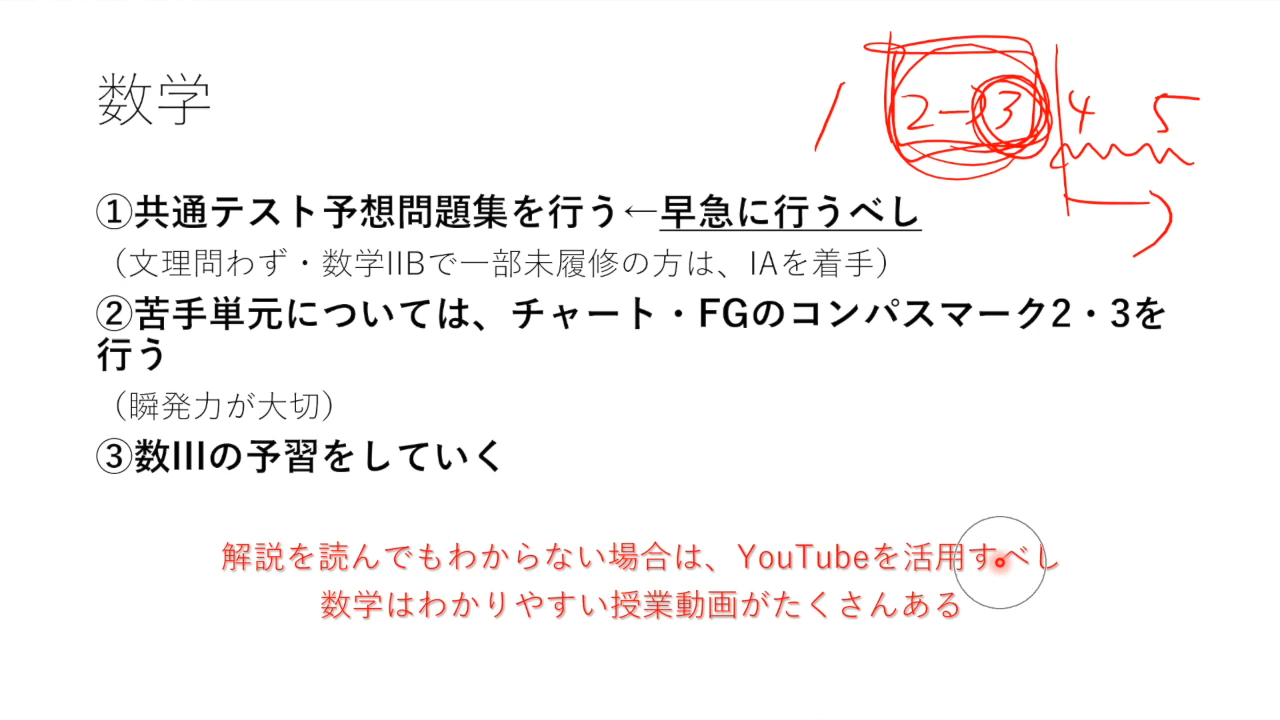 数学
1 2-3 4 5
①共通テスト予想問題集を行う←早急に行うべし
（文理問わず・数学IIBで一部未履修の方は、IAを着手）
②苦手単元については、チャート・FGのコンパスマーク2・3を
行う
（瞬発力が大切）
③数IIIの予習をしていく
解説を読んでもわからない場合は、YouTubeを活用すべし
数学はわかりやすい授業動画がたくさんある